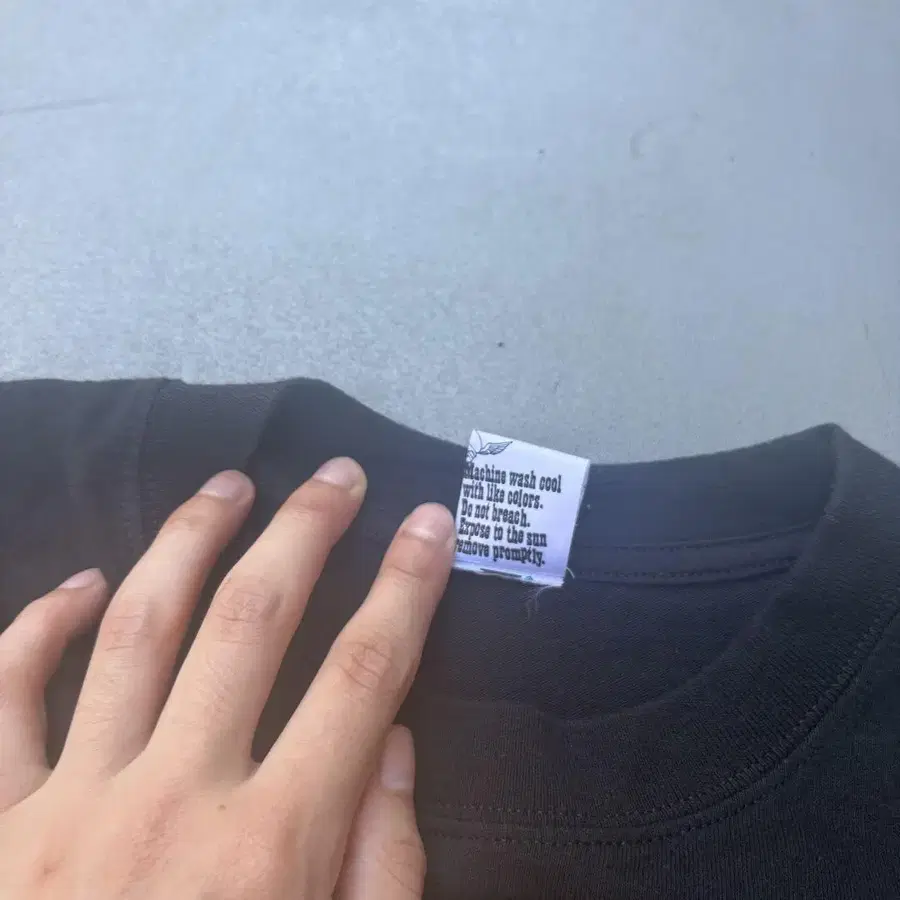 Machine wash cool
with like colors.
Do not breach.
Expose to the sun
remove promptly.